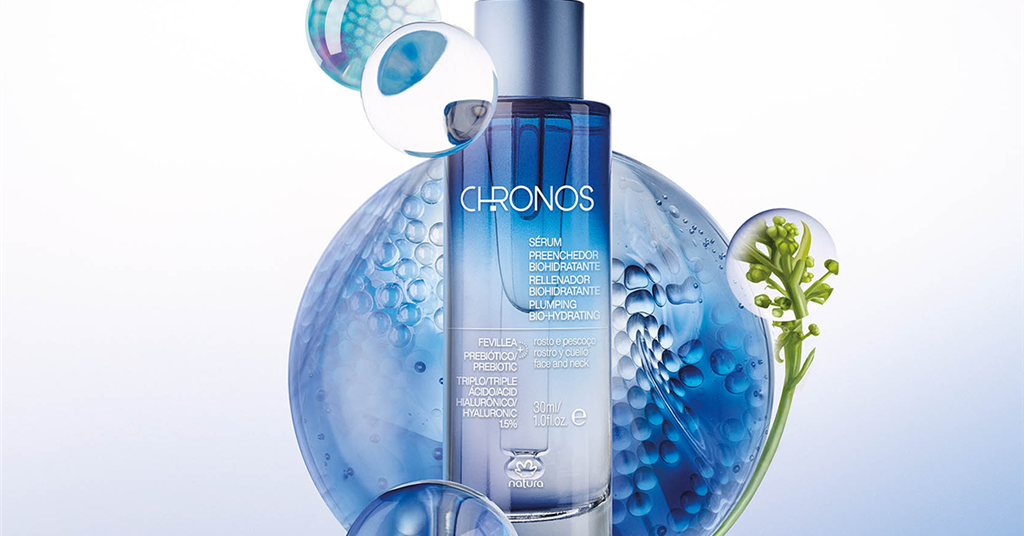 CHRONOS
SÉRUM
PREENCHEDOR
BIOHIDRATANTE
RELLENADOR
BIOHIDRATANTE
PLUMPING
BIO-HYDRATING
FEVILLEA
+
PREBIÓTICO/
PREBIOTIC
TRIPLO/TRIPLE
ÁCIDO/ACID
HIALURÔNICO/
HYALURONIC
1.5%
rosto e pescoço
rostro y cuello
face and neck
30ml/
1.0fl.oz. e
natura